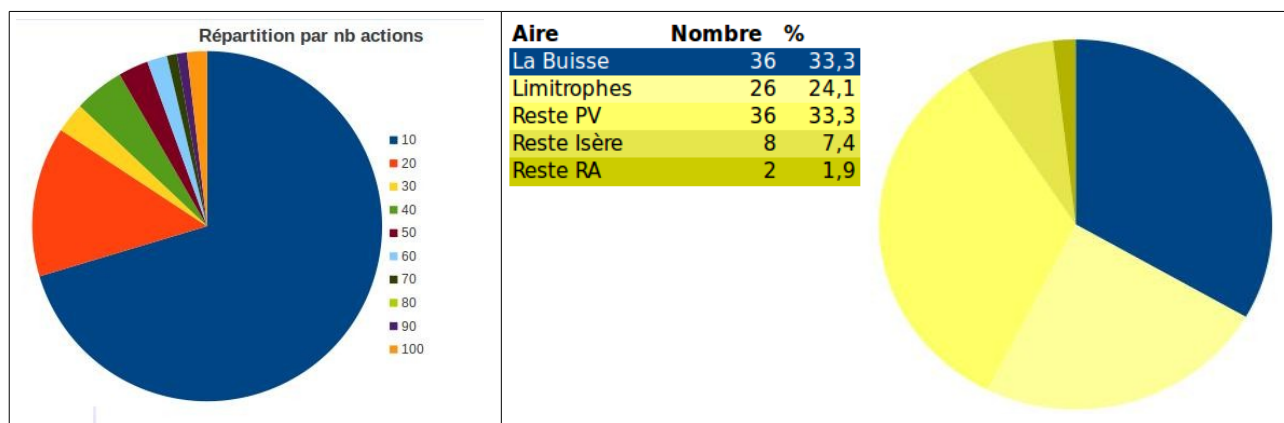 Répartition par nb actions
10
20
30
40
50
60
70
80
90
100
Aire Nombre %
La Buisse 36 33,3
Limitrophes 26 24,1
Reste PV 36 33,3
Reste Isère 8 7,4
Reste RA 2 1,9